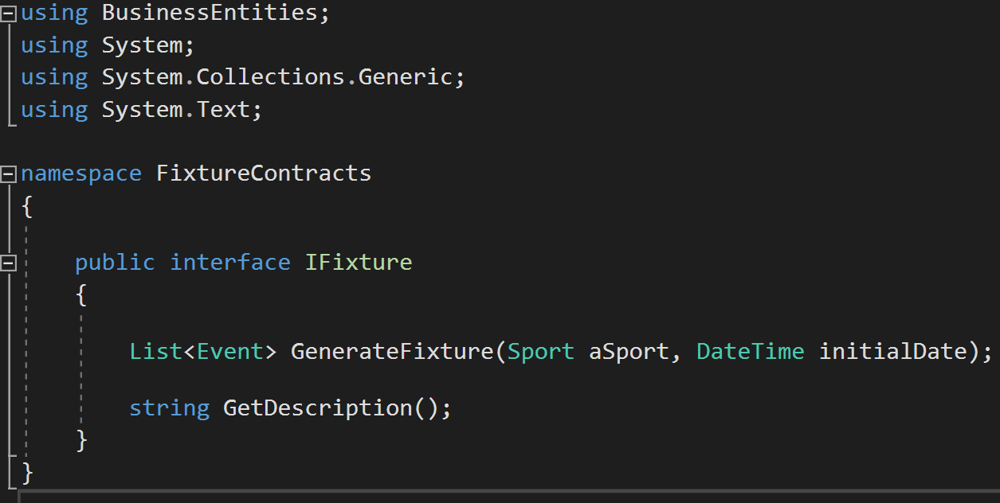 using BusinessEntities;
using System;
using System.Collections.Generic;
using System.Text;
namespace FixtureContracts
{
public interface IFixture
{
List<Event> GenerateFixture(Sport aSport, DateTime initialDate);
string GetDescription();
}
}